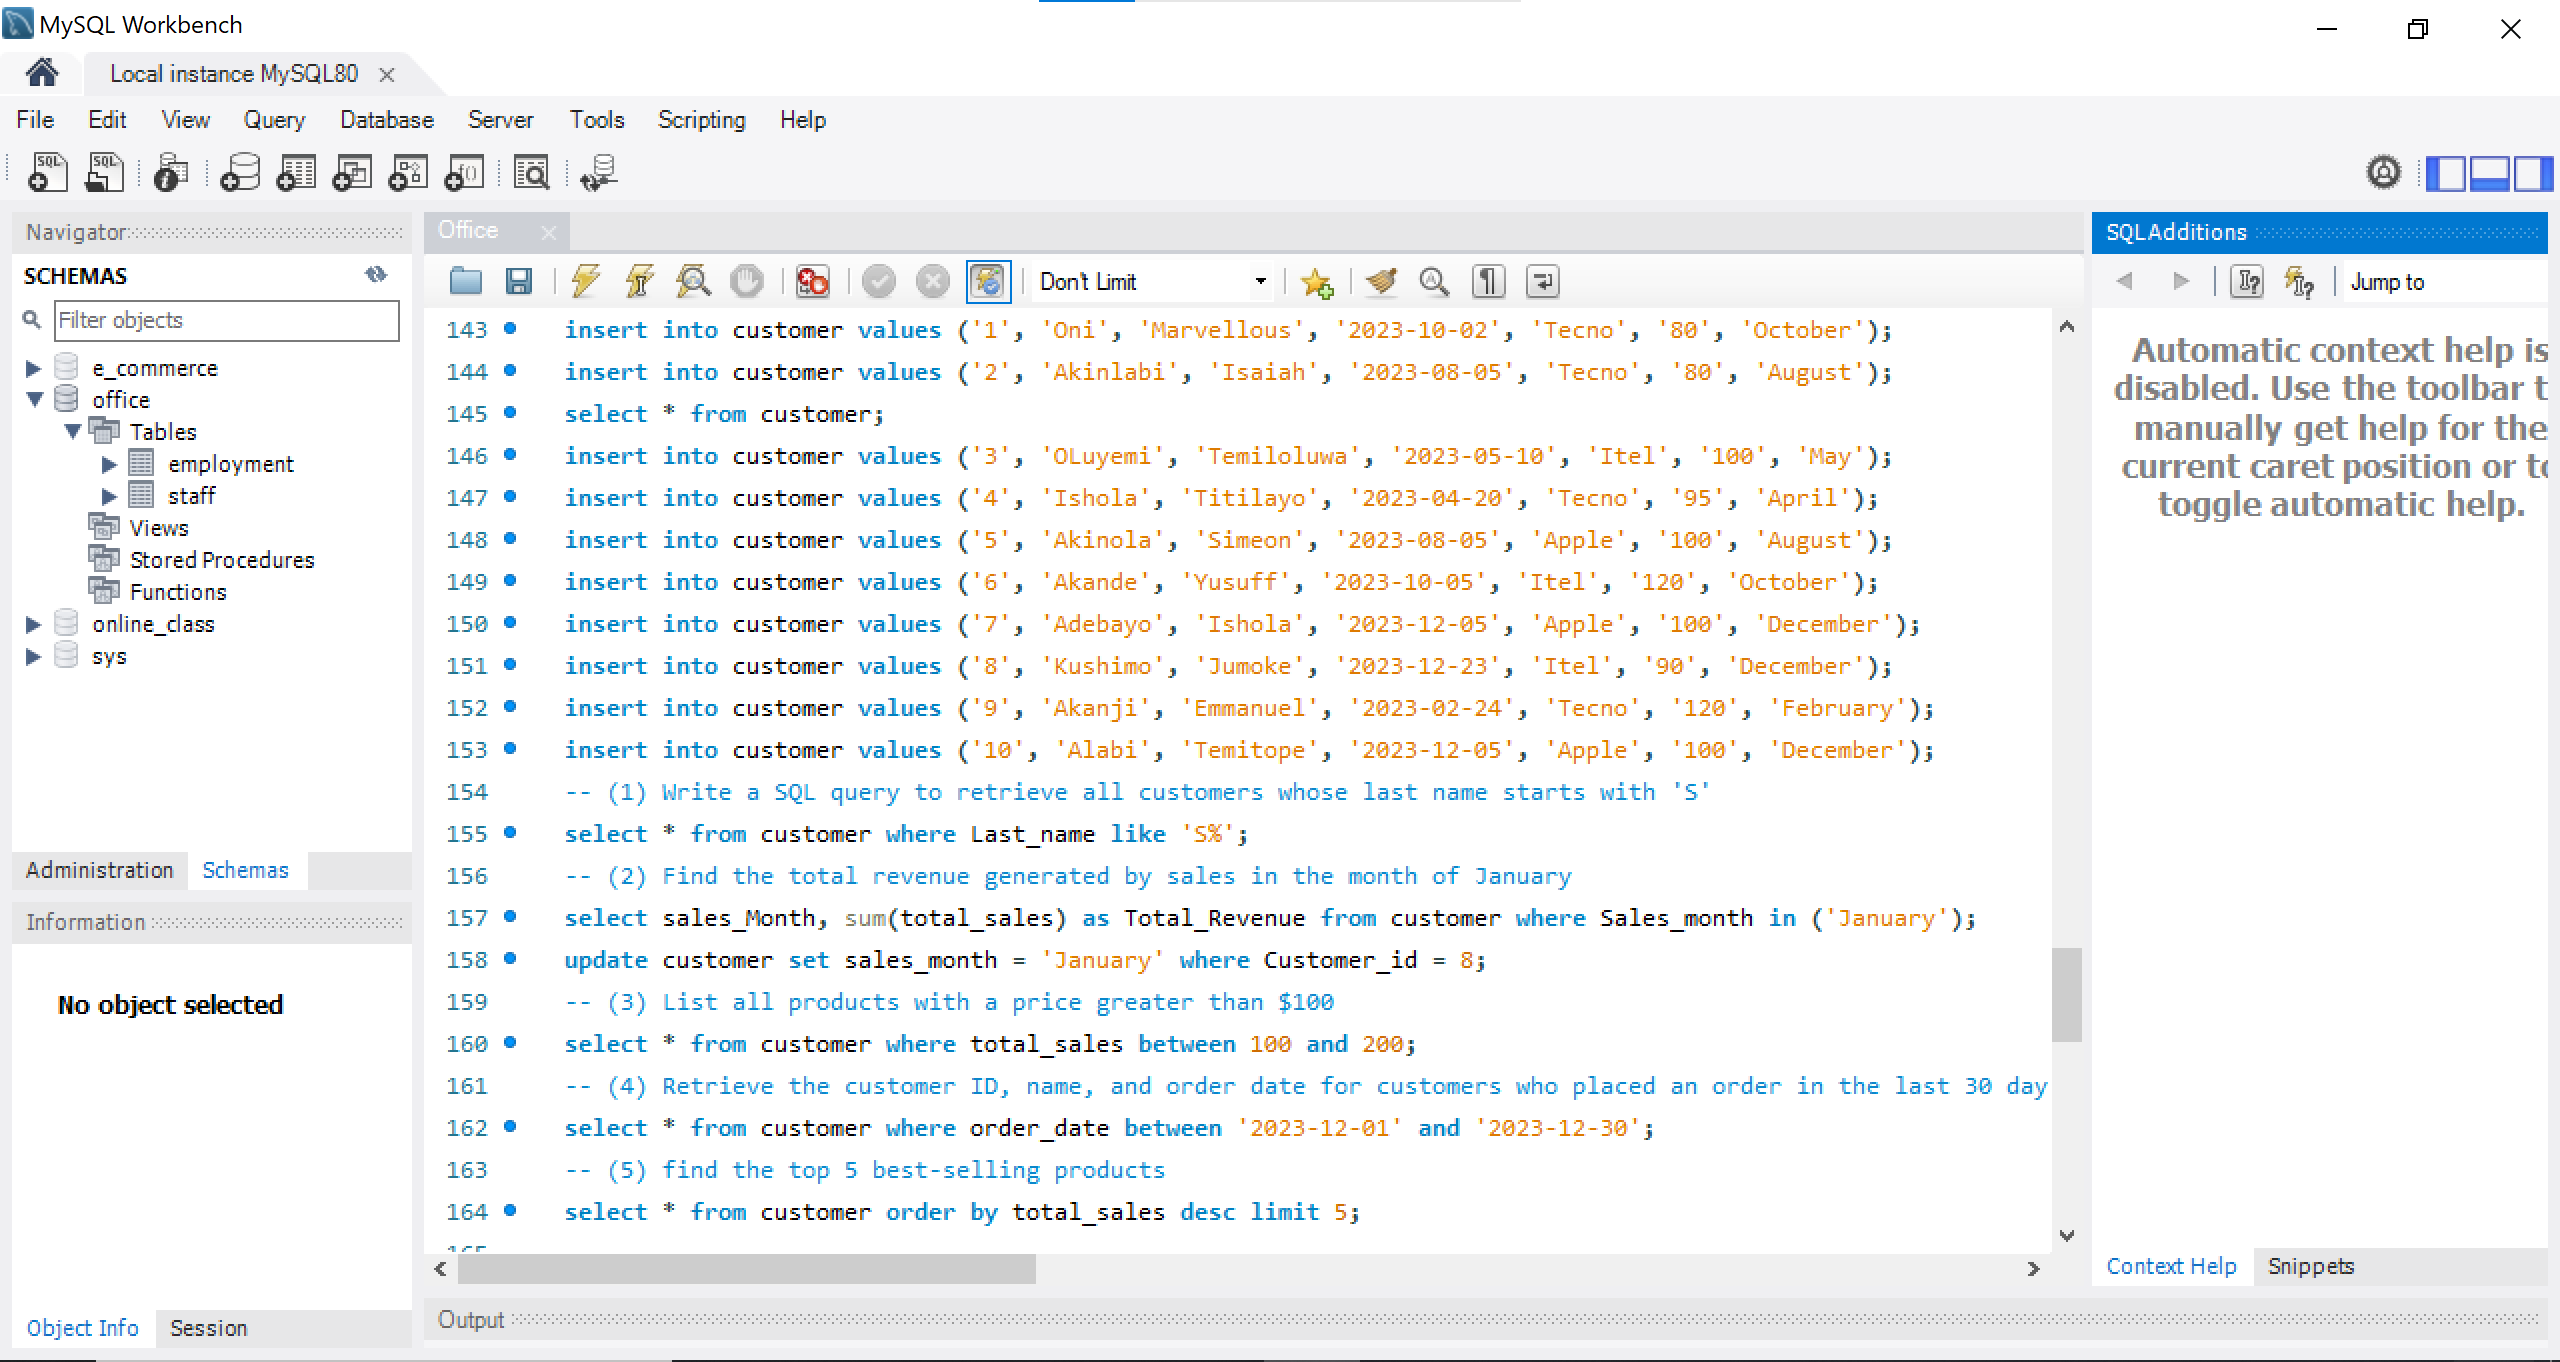 MySQL Workbench
Local instance MySQL80
File Edit View Query Database Server Tools Scripting Help
Navigator
SCHEMAS
Filter objects
e_commerce
office
Tables
employment
staff
Views
Stored Procedures
Functions
online_class
sys
Administration Schemas
Information
No object selected
Object Info Session
Office
Don't Limit
143 insert into customer values ('1', 'Oni', 'Marvellous', '2023-10-02', 'Tecno', '80', 'October');
144 insert into customer values ('2', 'Akinlabi', 'Isaiah', '2023-08-05', 'Tecno', '80', 'August');
145 select * from customer;
146 insert into customer values ('3', 'OLuyemi', 'Temiloluwa', '2023-05-10', 'Itel', '100', 'May');
147 insert into customer values ('4', 'Ishola', 'Titilayo', '2023-04-20', 'Tecno', '95', 'April');
148 insert into customer values ('5', 'Akinola', 'Simeon', '2023-08-05', 'Apple', '100', 'August');
149 insert into customer values ('6', 'Akande', 'Yusuff', '2023-10-05', 'Itel', '120', 'October');
150 insert into customer values ('7', 'Adebayo', 'Ishola', '2023-12-05', 'Apple', '100', 'December');
151 insert into customer values ('8', 'Kushimo', 'Jumoke', '2023-12-23', 'Itel', '90', 'December');
152 insert into customer values ('9', 'Akanji', 'Emmanuel', '2023-02-24', 'Tecno', '120', 'February');
153 insert into customer values ('10', 'Alabi', 'Temitope', '2023-12-05', 'Apple', '100', 'December');
154 -- (1) Write a SQL query to retrieve all customers whose last name starts with 'S'
155 select * from customer where Last_name like 'S%';
156 -- (2) Find the total revenue generated by sales in the month of January
157 select sales_Month, sum(total_sales) as Total_Revenue from customer where Sales_month in ('January');
158 update customer set sales_month = 'January' where Customer_id = 8;
159 -- (3) List all products with a price greater than $100
160 select * from customer where total_sales between 100 and 200;
161 -- (4) Retrieve the customer ID, name, and order date for customers who placed an order in the last 30 day
162 select * from customer where order_date between '2023-12-01' and '2023-12-30';
163 -- (5) find the top 5 best-selling products
164 select * from customer order by total_sales desc limit 5;
Output
SQLAdditions
Jump to
Automatic context help is
disabled. Use the toolbar t
manually get help for the
current caret position or to
toggle automatic help.
Context Help Snippets